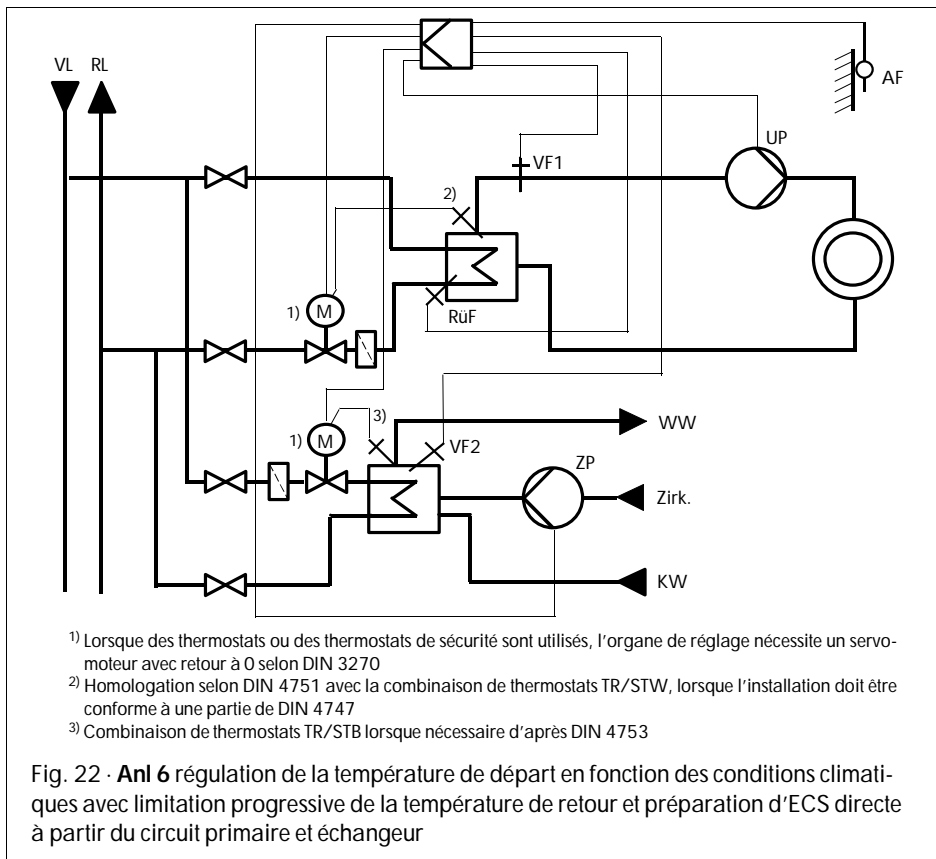 VL
RL
AF
UP
VF1
2)
1)
M
RüF
3)
1)
M
VF2
WW
ZP
Zirk.
KW
1) Lorsque des thermostats ou des thermostats de sécurité sont utilisés, l'organe de réglage nécessite un servo-
moteur avec retour à 0 selon DIN 3270
2) Homologation selon DIN 4751 avec la combinaison de thermostats TR/STW, lorsque l'installation doit être
conforme à une partie de DIN 4747
3) Combinaison de thermostats TR/STB lorsque nécessaire d'après DIN 4753
Fig. 22 · Anl 6 régulation de la température de départ en fonction des conditions climati-
ques avec limitation progressive de la température de retour et préparation d'ECS directe
à partir du circuit primaire et échangeur